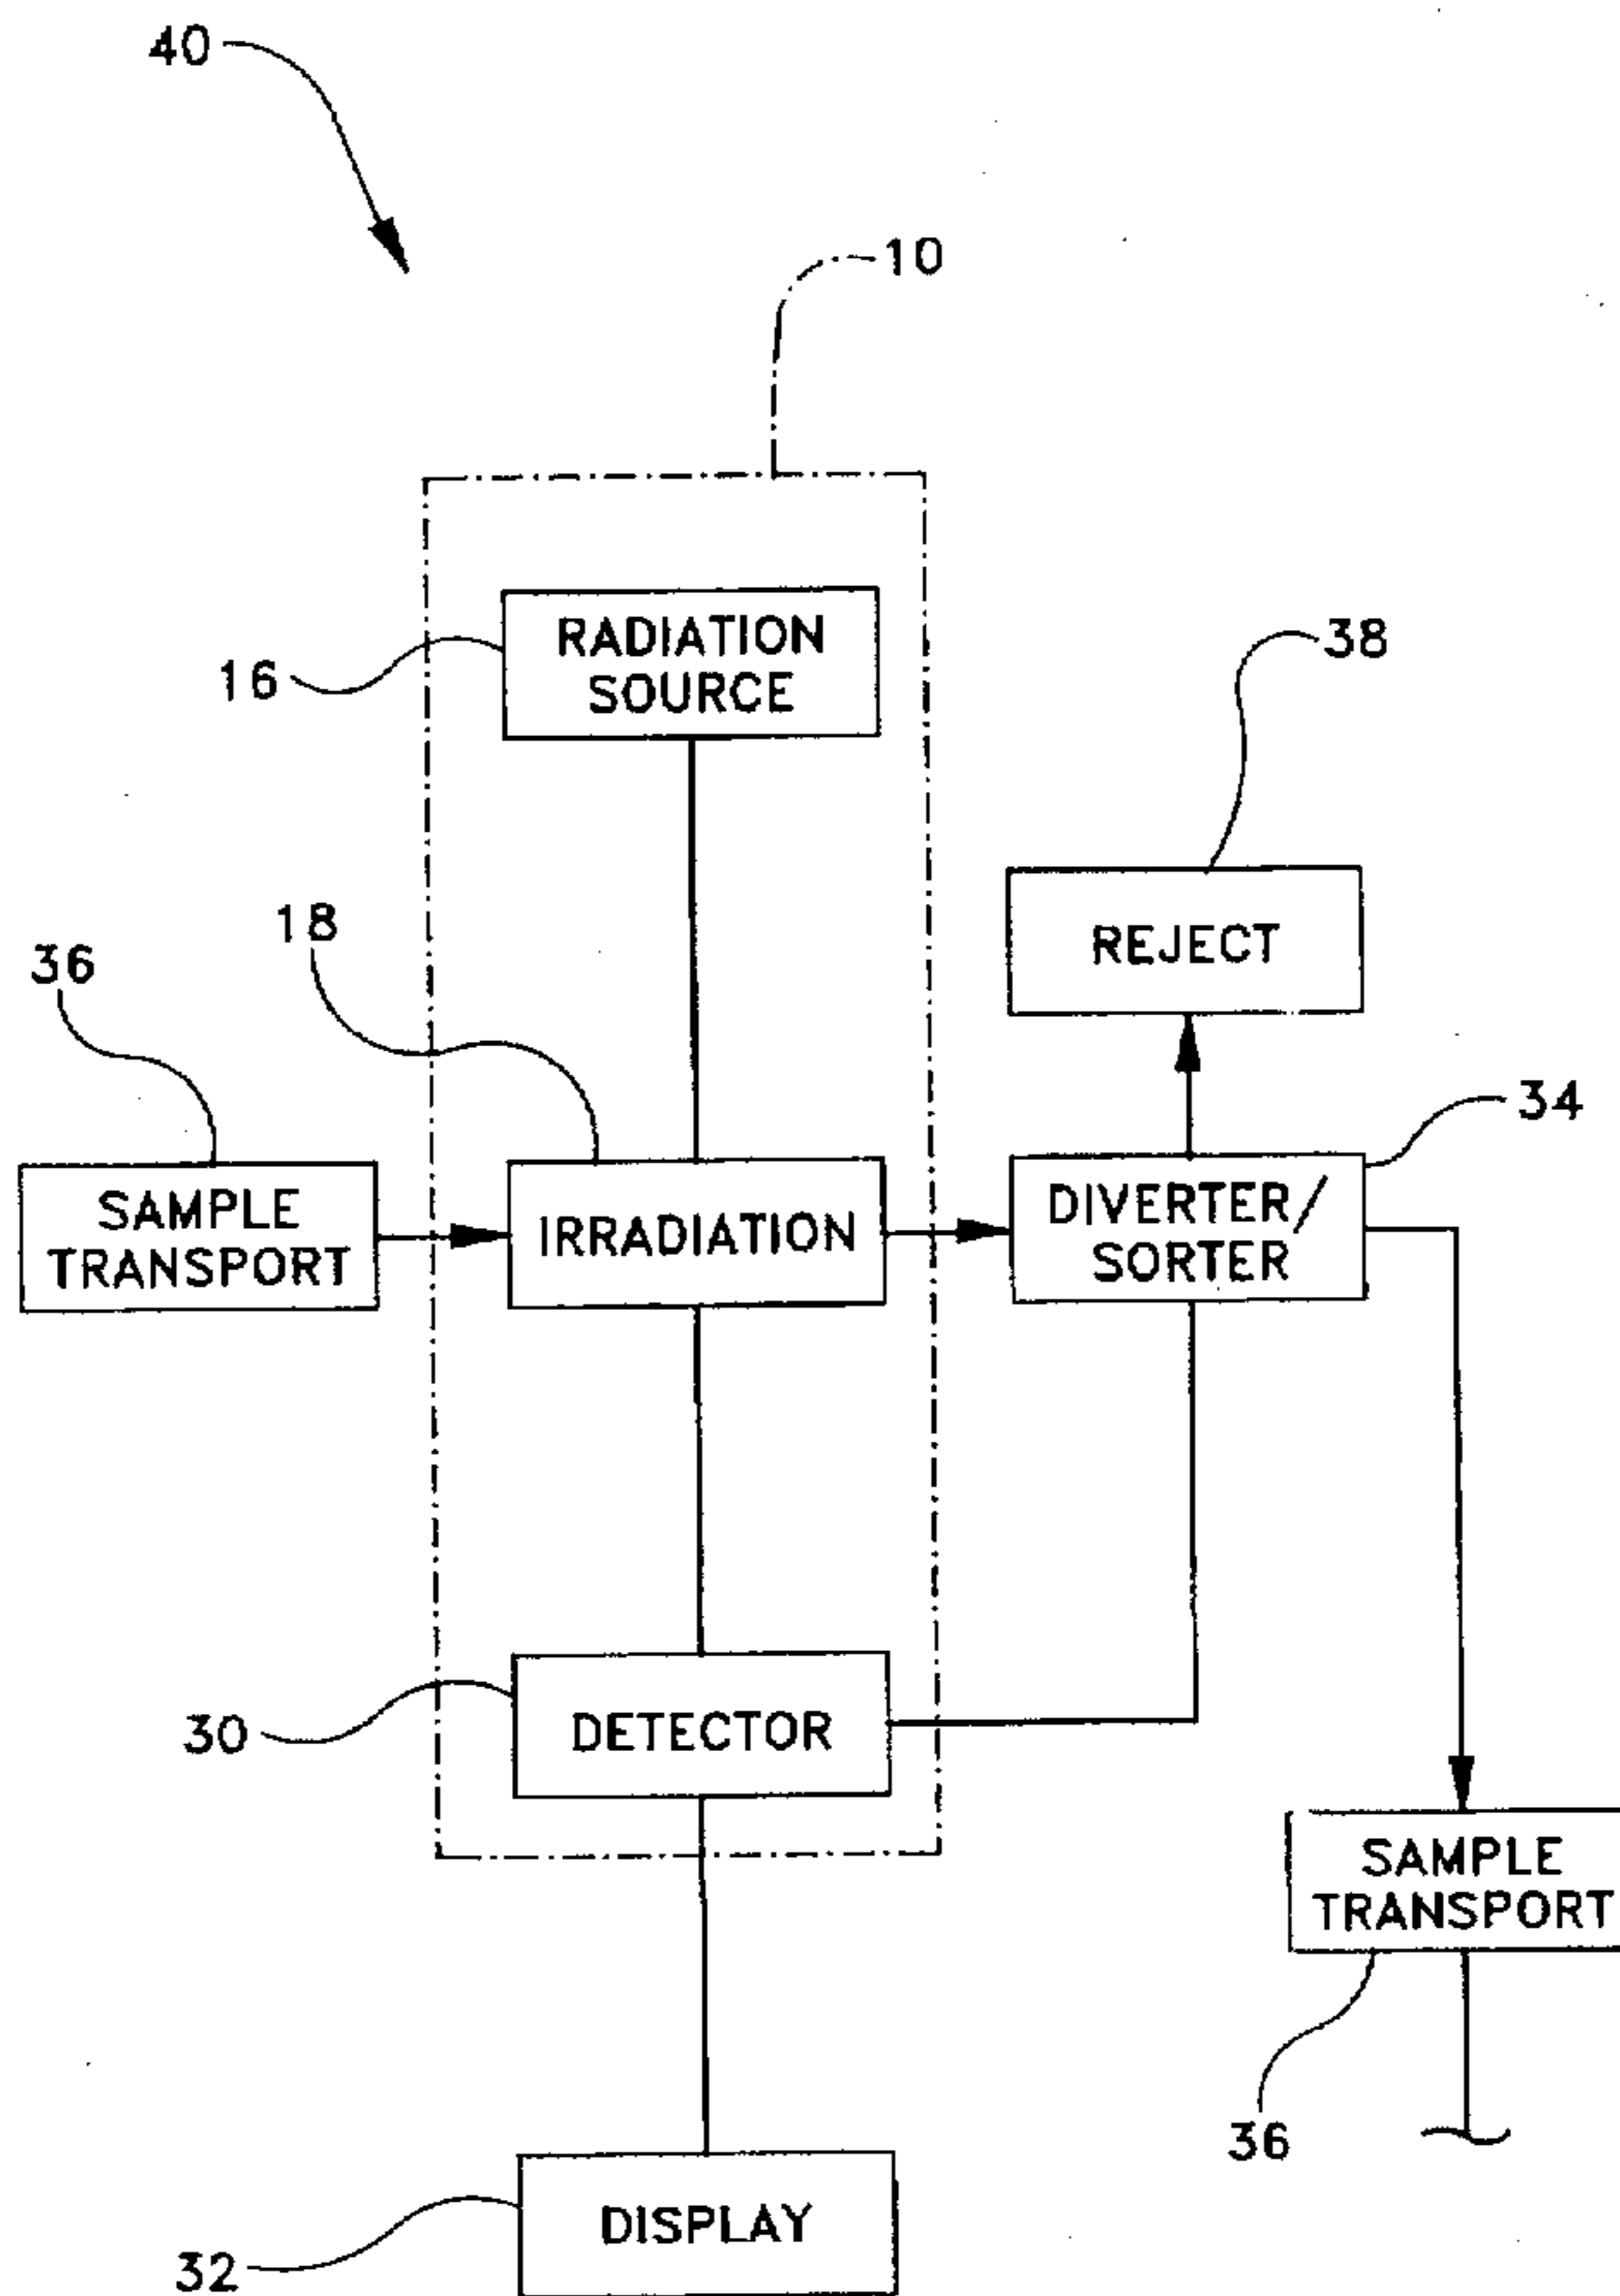 40
10
RADIATION
SOURCE
16
38
REJECT
18
36
34
SAMPLE
TRANSPORT
IRRADIATION
DIVERTER/
SORTER
30
DETECTOR
SAMPLE
TRANSPORT
36
DISPLAY
32